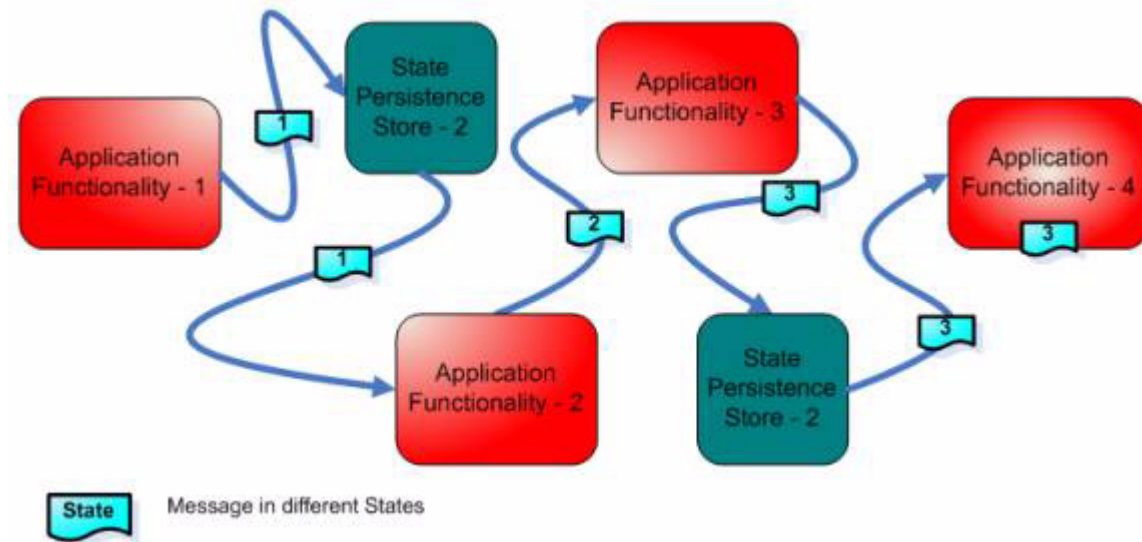 Application
Functionality - 1
1
State
Persistence
Store - 2
1
Application
Functionality - 2
2
Application
Functionality - 3
3
State
Persistence
Store - 2
3
Application
Functionality - 4
3
State
Message in different States